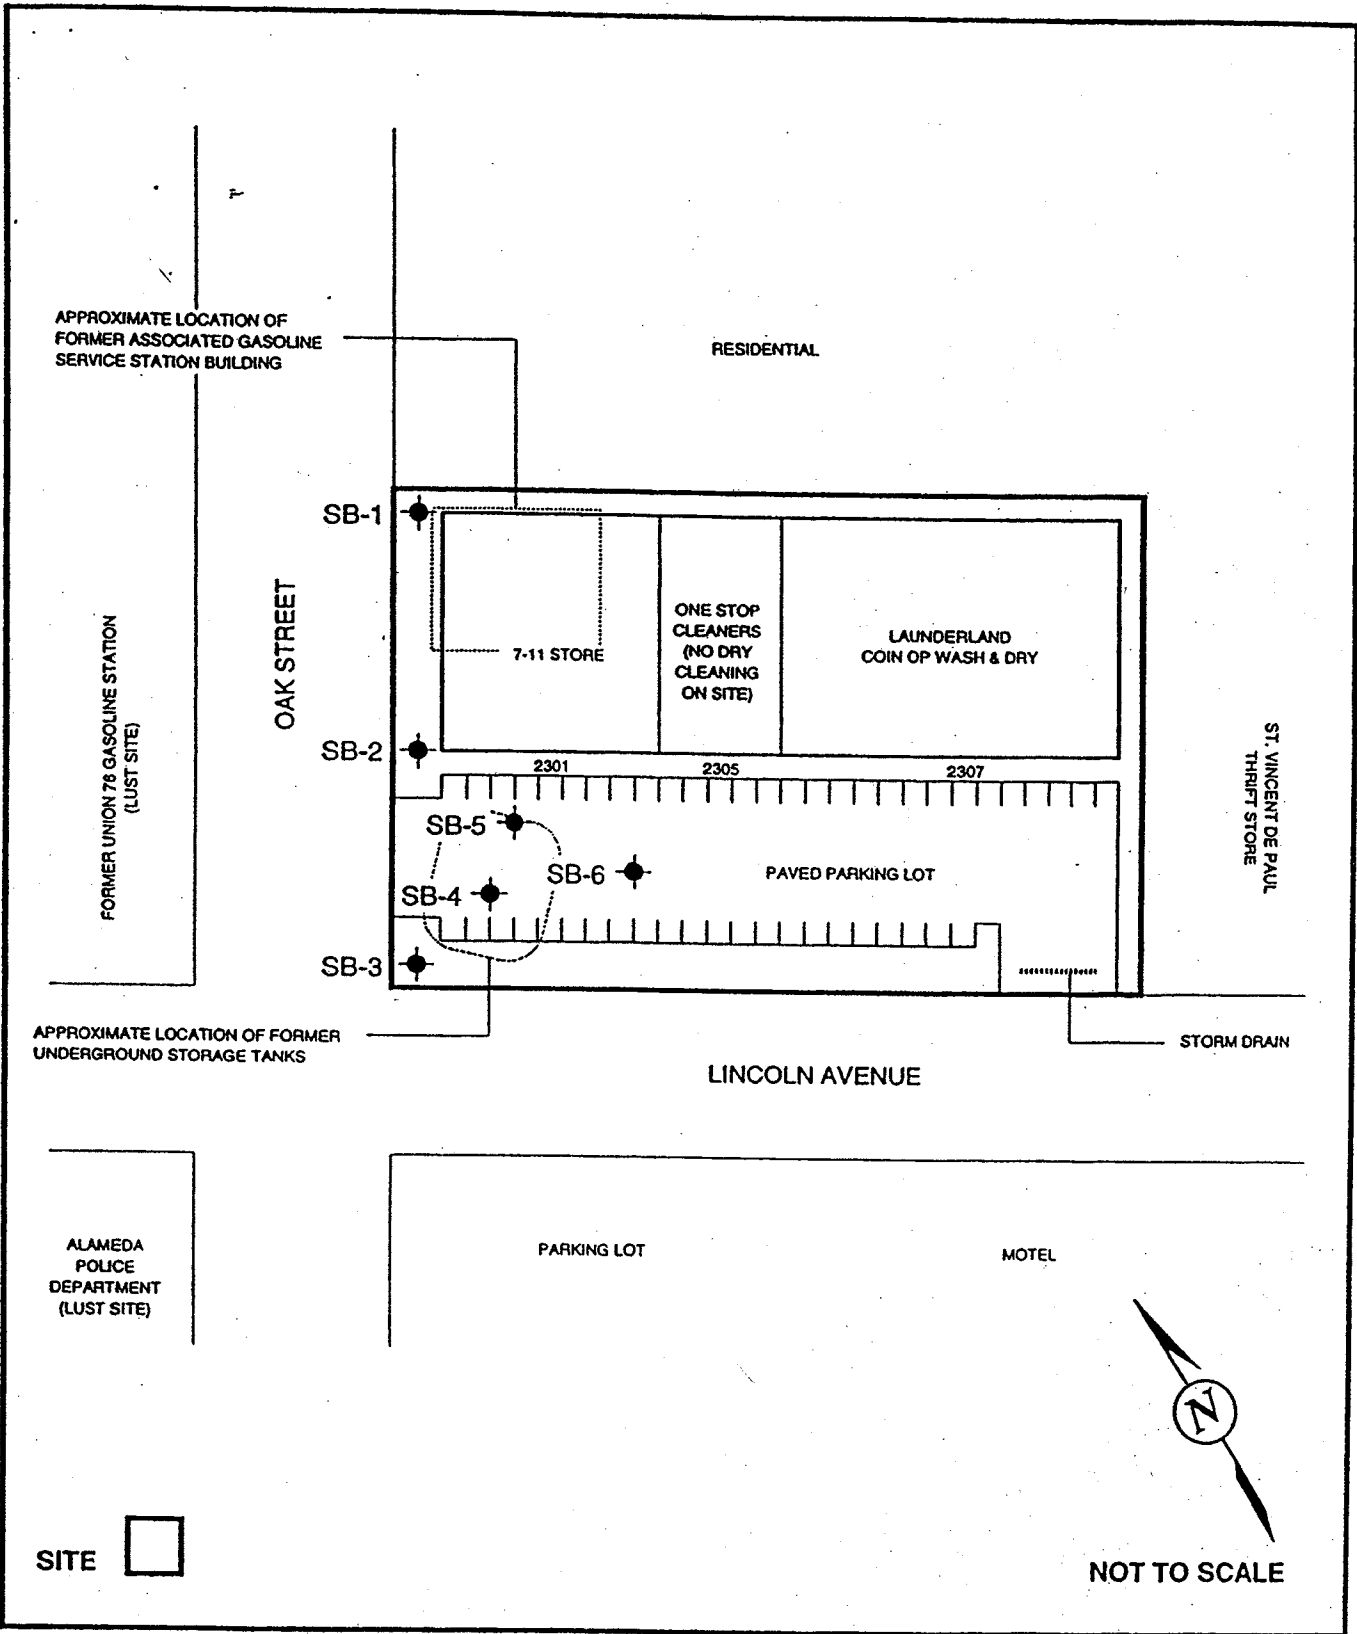 APPROXIMATE LOCATION OF
FORMER ASSOCIATED GASOLINE
SERVICE STATION BUILDING
RESIDENTIAL
SB-1
OAK STREET
FORMER UNION 76 GASOLINE STATION
(LUST SITE)
7-11 STORE
ONE STOP
CLEANERS
(NO DRY
CLEANING
ON SITE)
LAUNDERLAND
COIN OP WASH & DRY
ST. VINCENT DE PAUL
THRIFT STORE
SB-2
2301
2305
2307
SB-5
SB-6
PAVED PARKING LOT
SB-4
SB-3
APPROXIMATE LOCATION OF FORMER
UNDERGROUND STORAGE TANKS
STORM DRAIN
LINCOLN AVENUE
ALAMEDA
POLICE
DEPARTMENT
(LUST SITE)
PARKING LOT
MOTEL
N
SITE
NOT TO SCALE